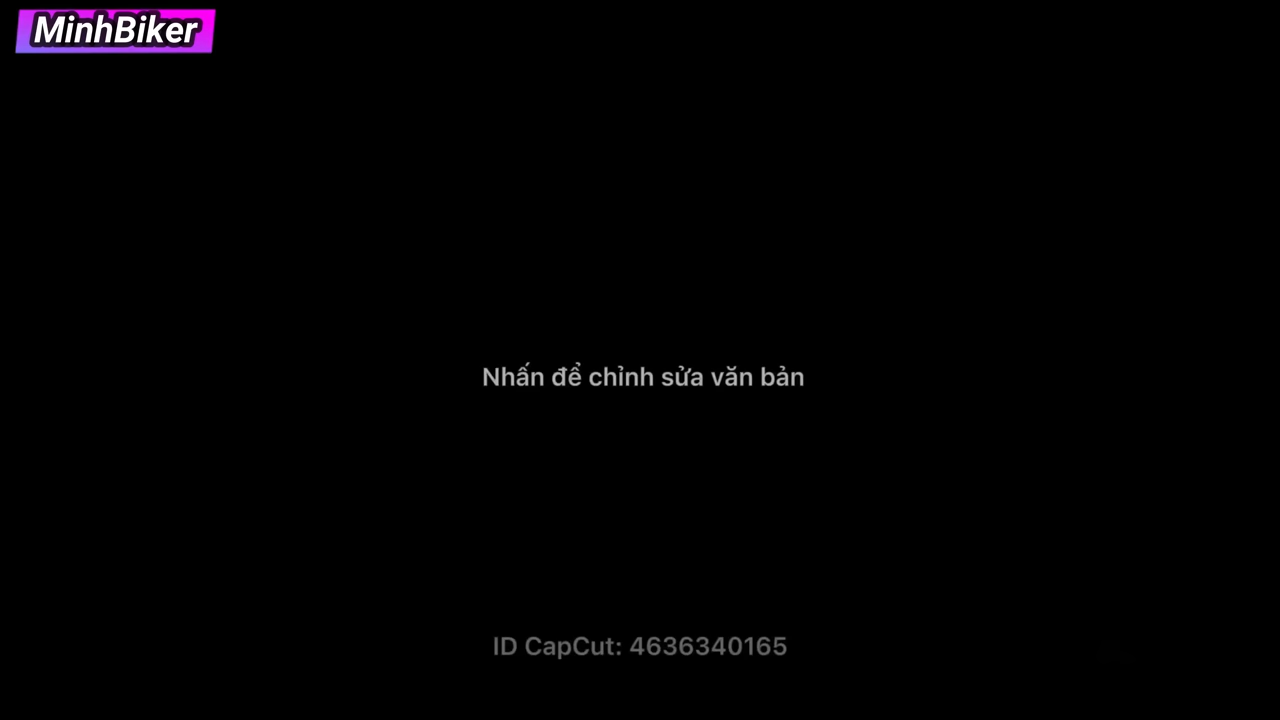 MinhBiker
Nhấn để chỉnh sửa văn bản
ID CapCut: 4636340165